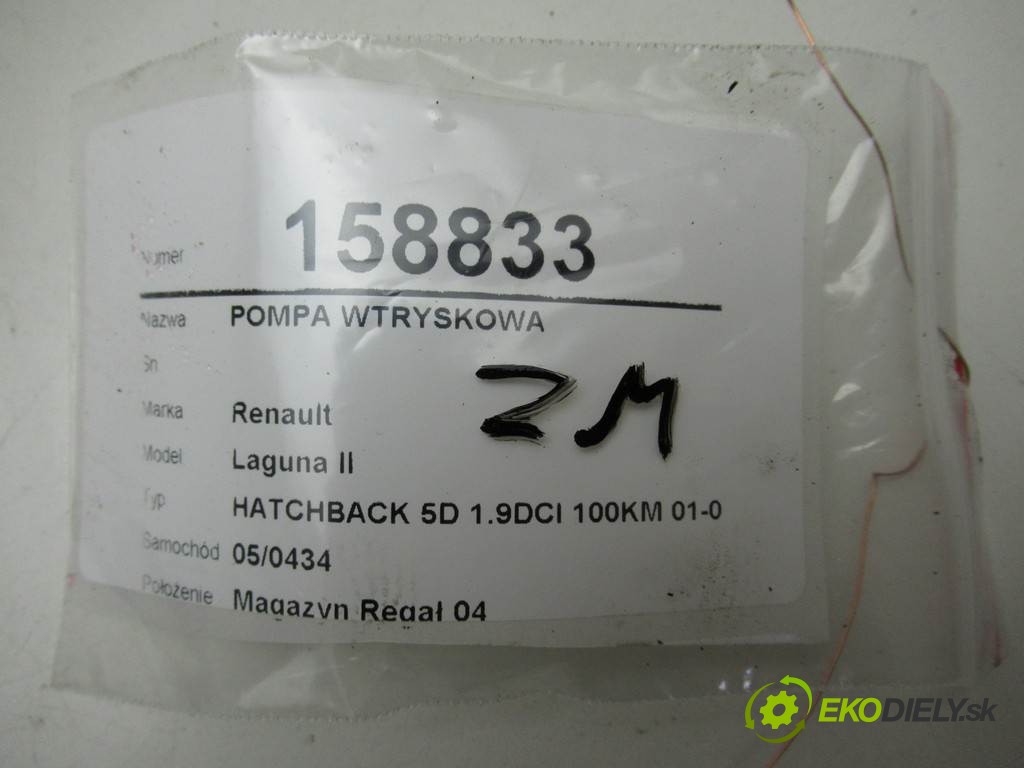 Numer 158833
Nazwa POMPA WTRYSKOWA
Sn
ZM
Marka Renault
Model Laguna II
Typ HATCHBACK 5D 1.9DCI 100KM 01-0
Samochód 05/0434
Położenie Magazyn Regał 04
EKODIELY.sk